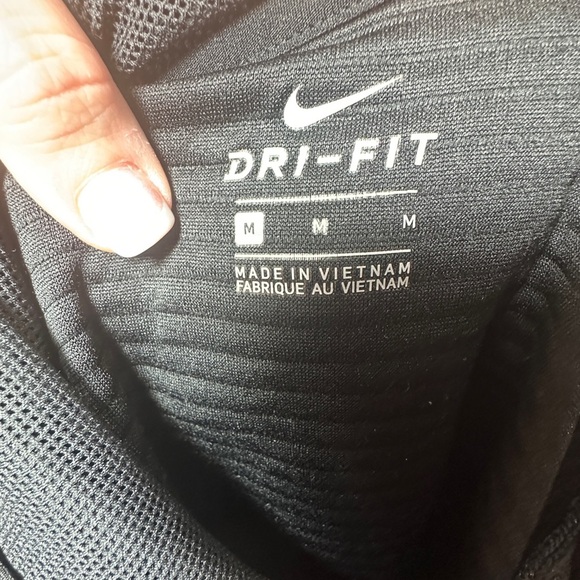 DRI-FIT
M M M
MADE IN VIETNAM
FABRIQUE AU VIETNAM